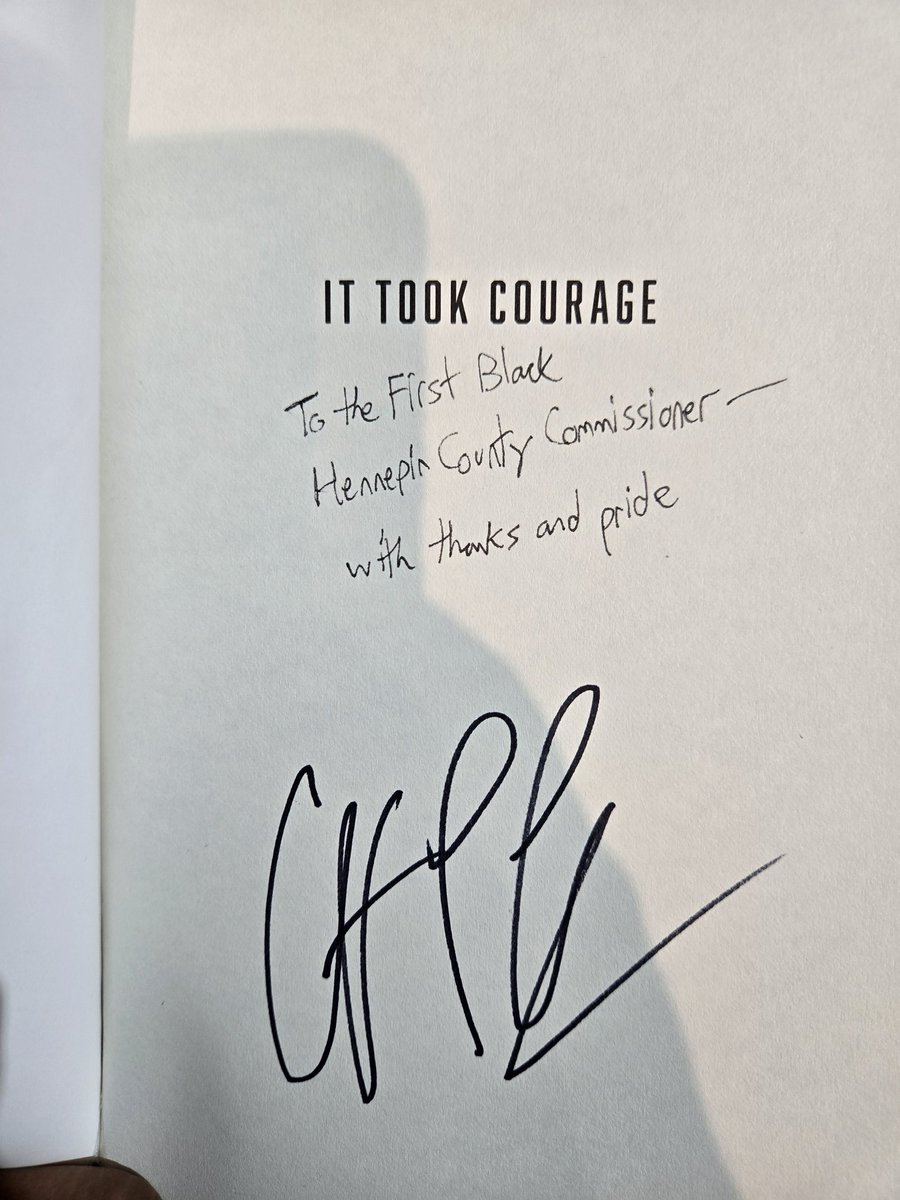 IT TOOK COURAGE
To the First Black
Hennepin County Commissioner —
with thanks and pride